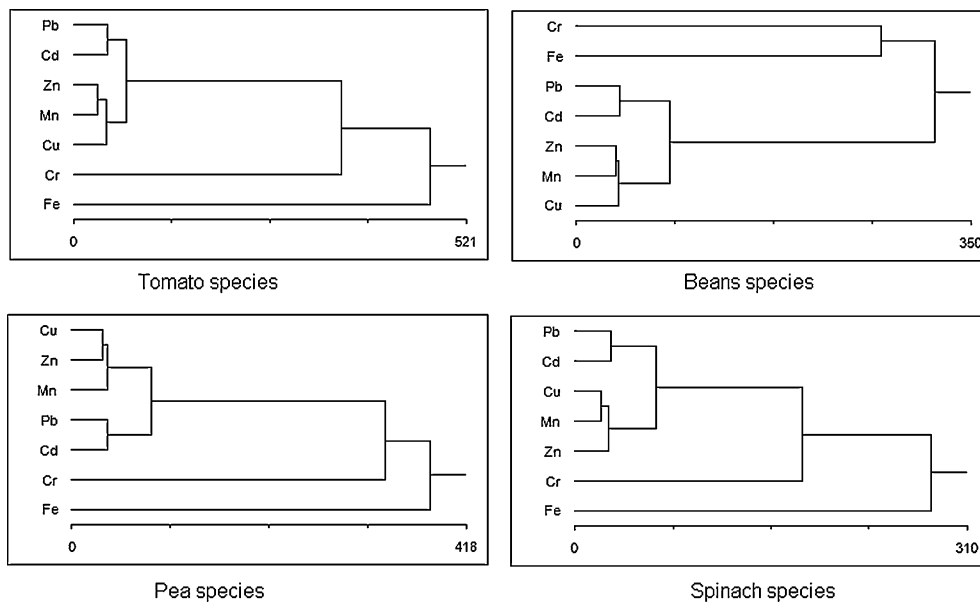 Pb
Cd
Zn
Mn
Cu
Cr
Fe
0 521
Tomato species
Cr
Fe
Pb
Cd
Zn
Mn
Cu
0 350
Beans species
Cu
Zn
Mn
Pb
Cd
Cr
Fe
0 418
Pea species
Pb
Cd
Cu
Mn
Zn
Cr
Fe
0 310
Spinach species